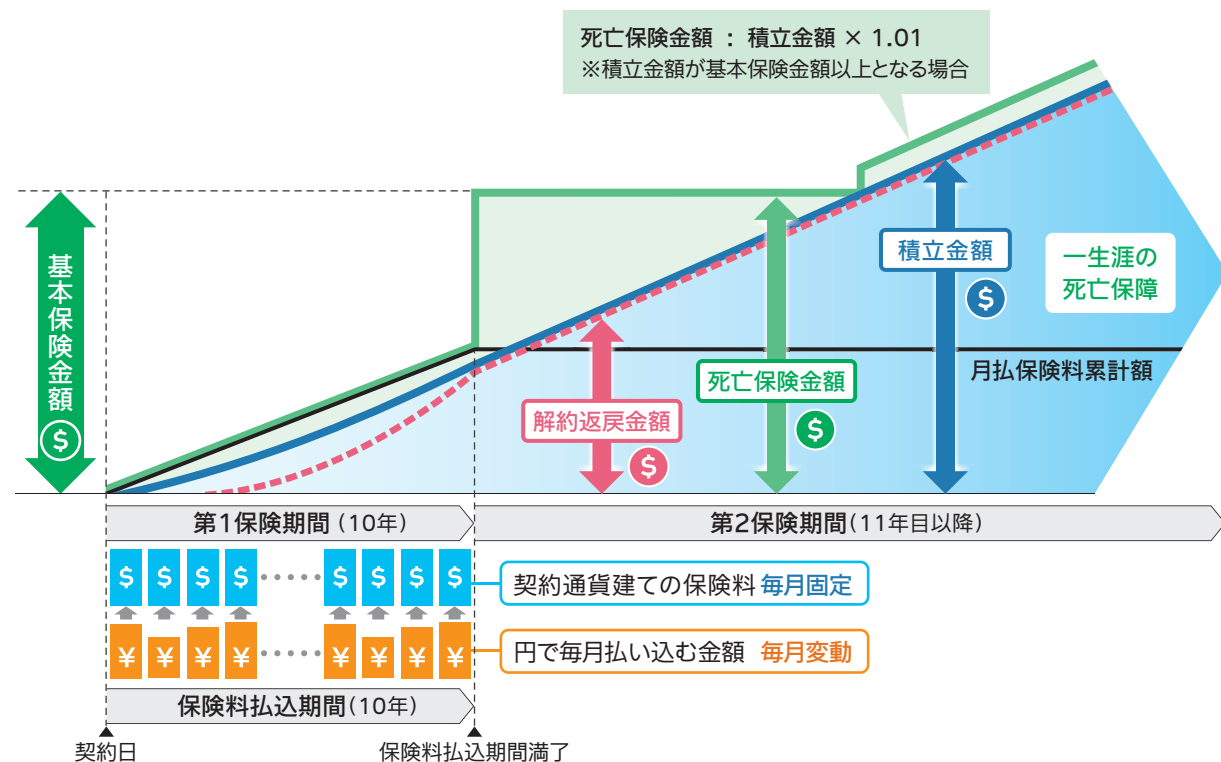 死亡保険金額 : 積立金額 × 1.01
※積立金額が基本保険金額以上となる場合
基本保険金額
$
積立金額
$
一生涯の
死亡保障
死亡保険金額
$
月払保険料累計額
解約返戻金額
$
第1保険期間(10年)
第2保険期間(11年目以降)
$ $ $ $ ····· $ $ $ $
契約通貨建ての保険料 毎月固定
¥ ¥ ¥ ¥ ····· ¥ ¥ ¥ ¥
円で毎月払い込む金額 毎月変動
保険料払込期間(10年)
契約日
保険料払込期間満了